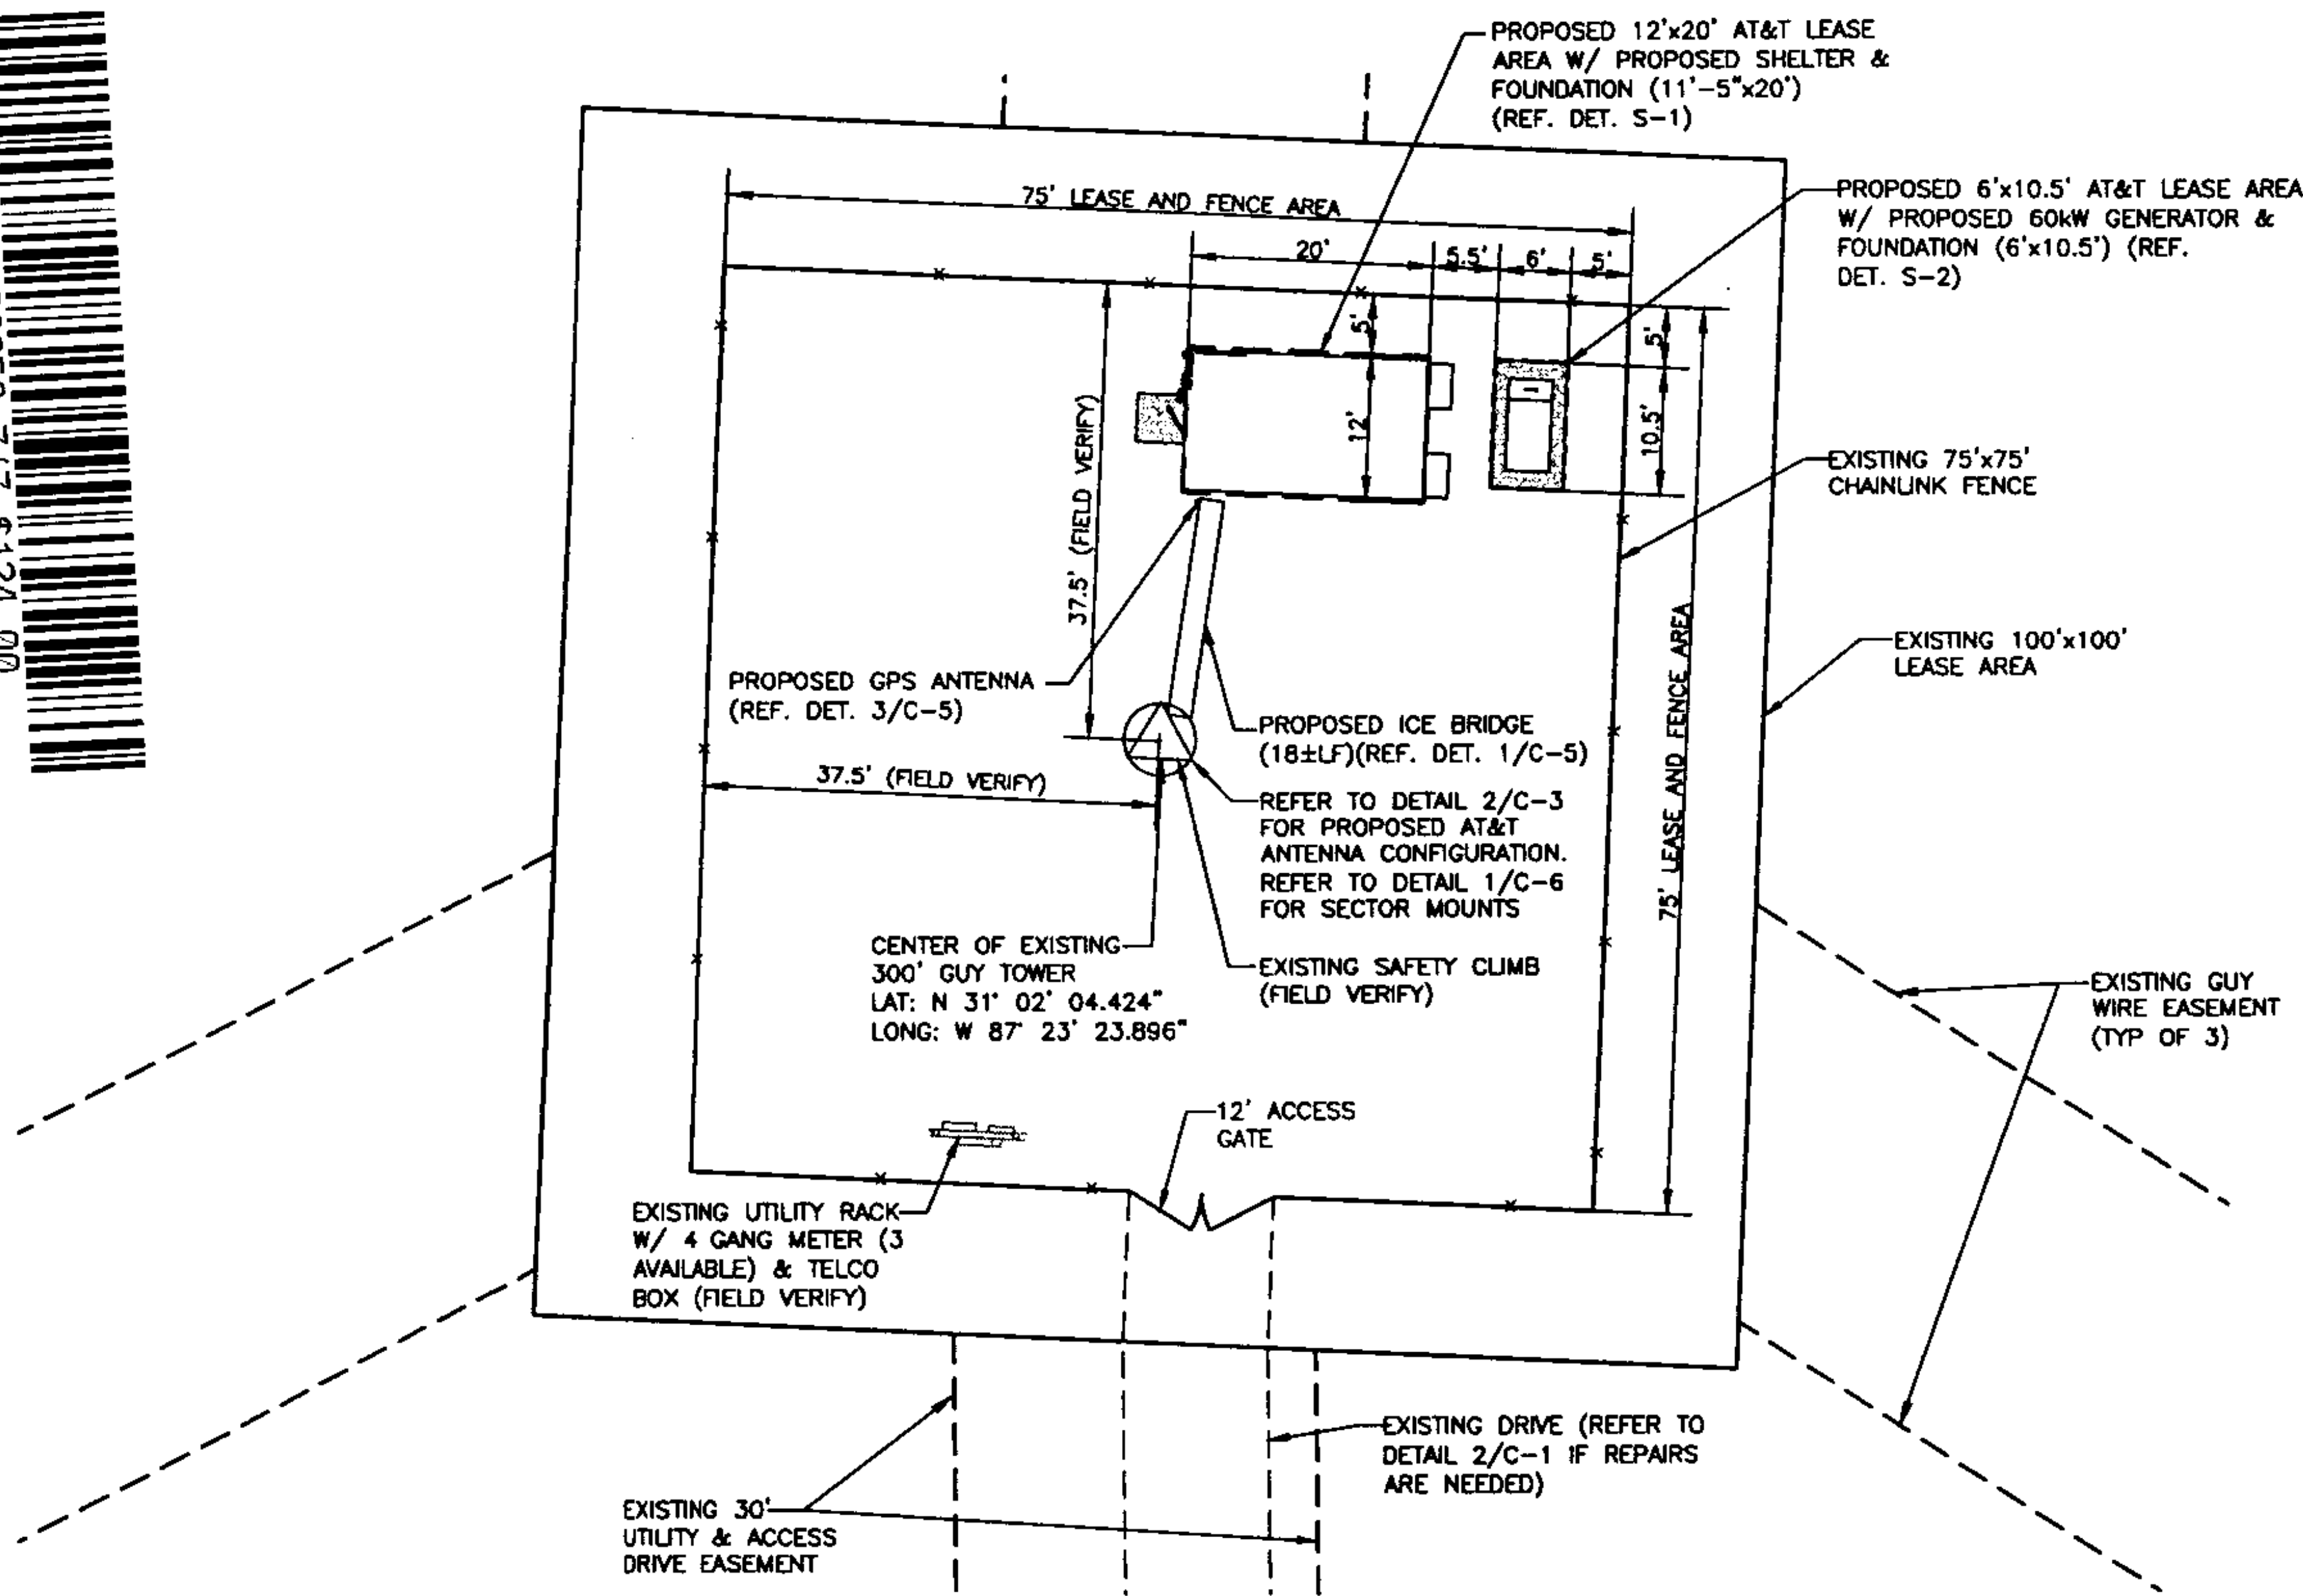 PROPOSED 12'x20' AT&T LEASE
AREA W/ PROPOSED SHELTER &
FOUNDATION (11'-5"x20')
(REF. DET. S-1)
PROPOSED 6'x10.5' AT&T LEASE AREA
W/ PROPOSED 60kW GENERATOR &
FOUNDATION (6'x10.5') (REF.
DET. S-2)
75' LEASE AND FENCE AREA
20'
5.5'
6'
5'
5'
5'
12'
10.5'
37.5' (FIELD VERIFY)
EXISTING 75'x75'
CHAINLINK FENCE
75' LEASE AND FENCE AREA
EXISTING 100'x100'
LEASE AREA
PROPOSED GPS ANTENNA
(REF. DET. 3/C-5)
PROPOSED ICE BRIDGE
(18±LF)(REF. DET. 1/C-5)
37.5' (FIELD VERIFY)
REFER TO DETAIL 2/C-3
FOR PROPOSED AT&T
ANTENNA CONFIGURATION.
REFER TO DETAIL 1/C-6
FOR SECTOR MOUNTS
CENTER OF EXISTING
300' GUY TOWER
LAT: N 31° 02' 04.424"
LONG: W 87° 23' 23.896"
EXISTING SAFETY CLIMB
(FIELD VERIFY)
EXISTING GUY
WIRE EASEMENT
(TYP OF 3)
12' ACCESS
GATE
EXISTING UTILITY RACK
W/ 4 GANG METER (3
AVAILABLE) & TELCO
BOX (FIELD VERIFY)
EXISTING DRIVE (REFER TO
DETAIL 2/C-1 IF REPAIRS
ARE NEEDED)
EXISTING 30'
UTILITY & ACCESS
DRIVE EASEMENT